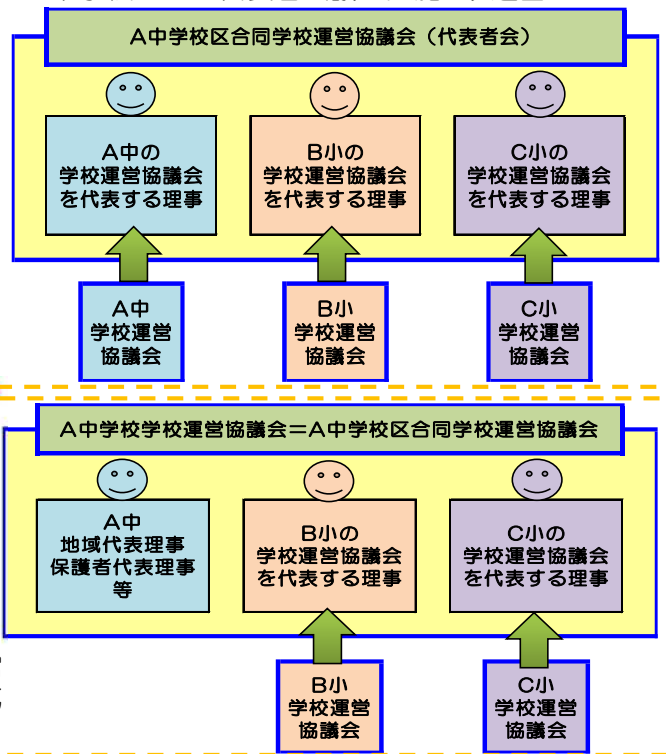 A中学校区合同学校運営協議会（代表者会）
A中の
学校運営協議会
を代表する理事
B小の
学校運営協議会
を代表する理事
C小の
学校運営協議会
を代表する理事
A中
学校運営
協議会
B小
学校運営
協議会
C小
学校運営
協議会
A中学校学校運営協議会＝A中学校区合同学校運営協議会
A中
地域代表理事
保護者代表理事
等
B小の
学校運営協議会
を代表する理事
C小の
学校運営協議会
を代表する理事
B小
学校運営
協議会
C小
学校運営
協議会